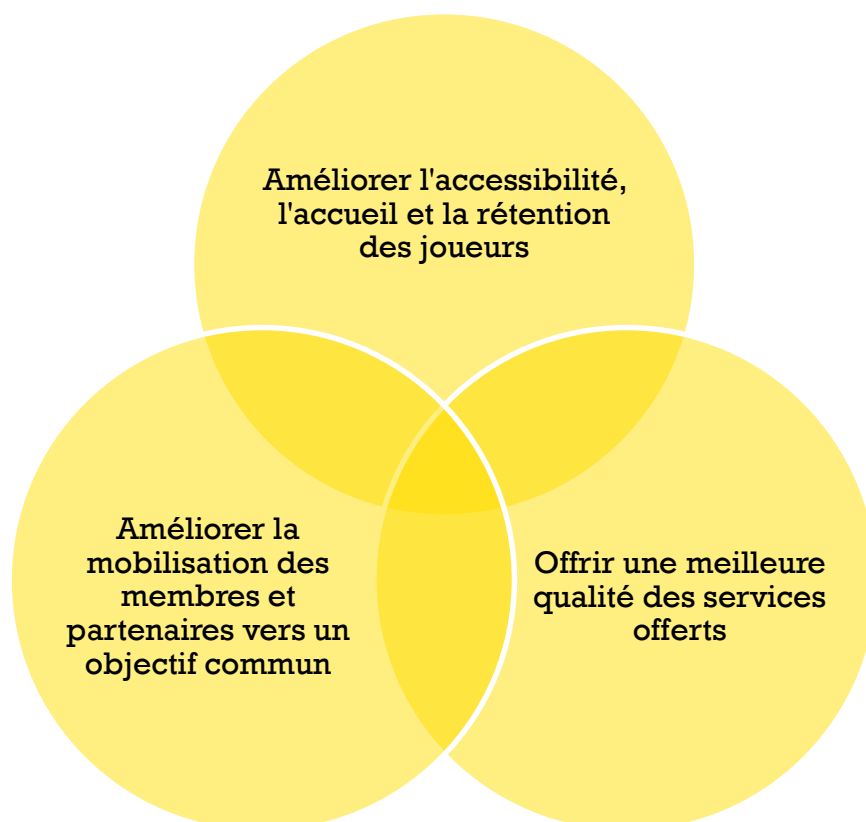 Améliorer l'accessibilité,
l'accueil et la rétention
des joueurs
Améliorer la
mobilisation des
membres et
partenaires vers un
objectif commun
Offrir une meilleure
qualité des services
offerts